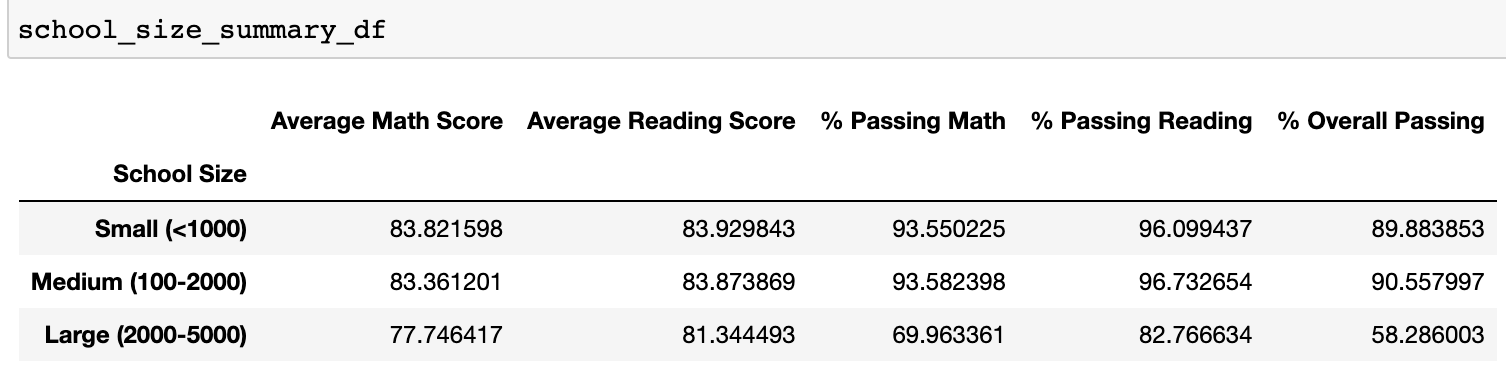 school_size_summary_df
Average Math Score Average Reading Score % Passing Math % Passing Reading % Overall Passing
School Size
Small (<1000) 83.821598 83.929843 93.550225 96.099437 89.883853
Medium (100-2000) 83.361201 83.873869 93.582398 96.732654 90.557997
Large (2000-5000) 77.746417 81.344493 69.963361 82.766634 58.286003